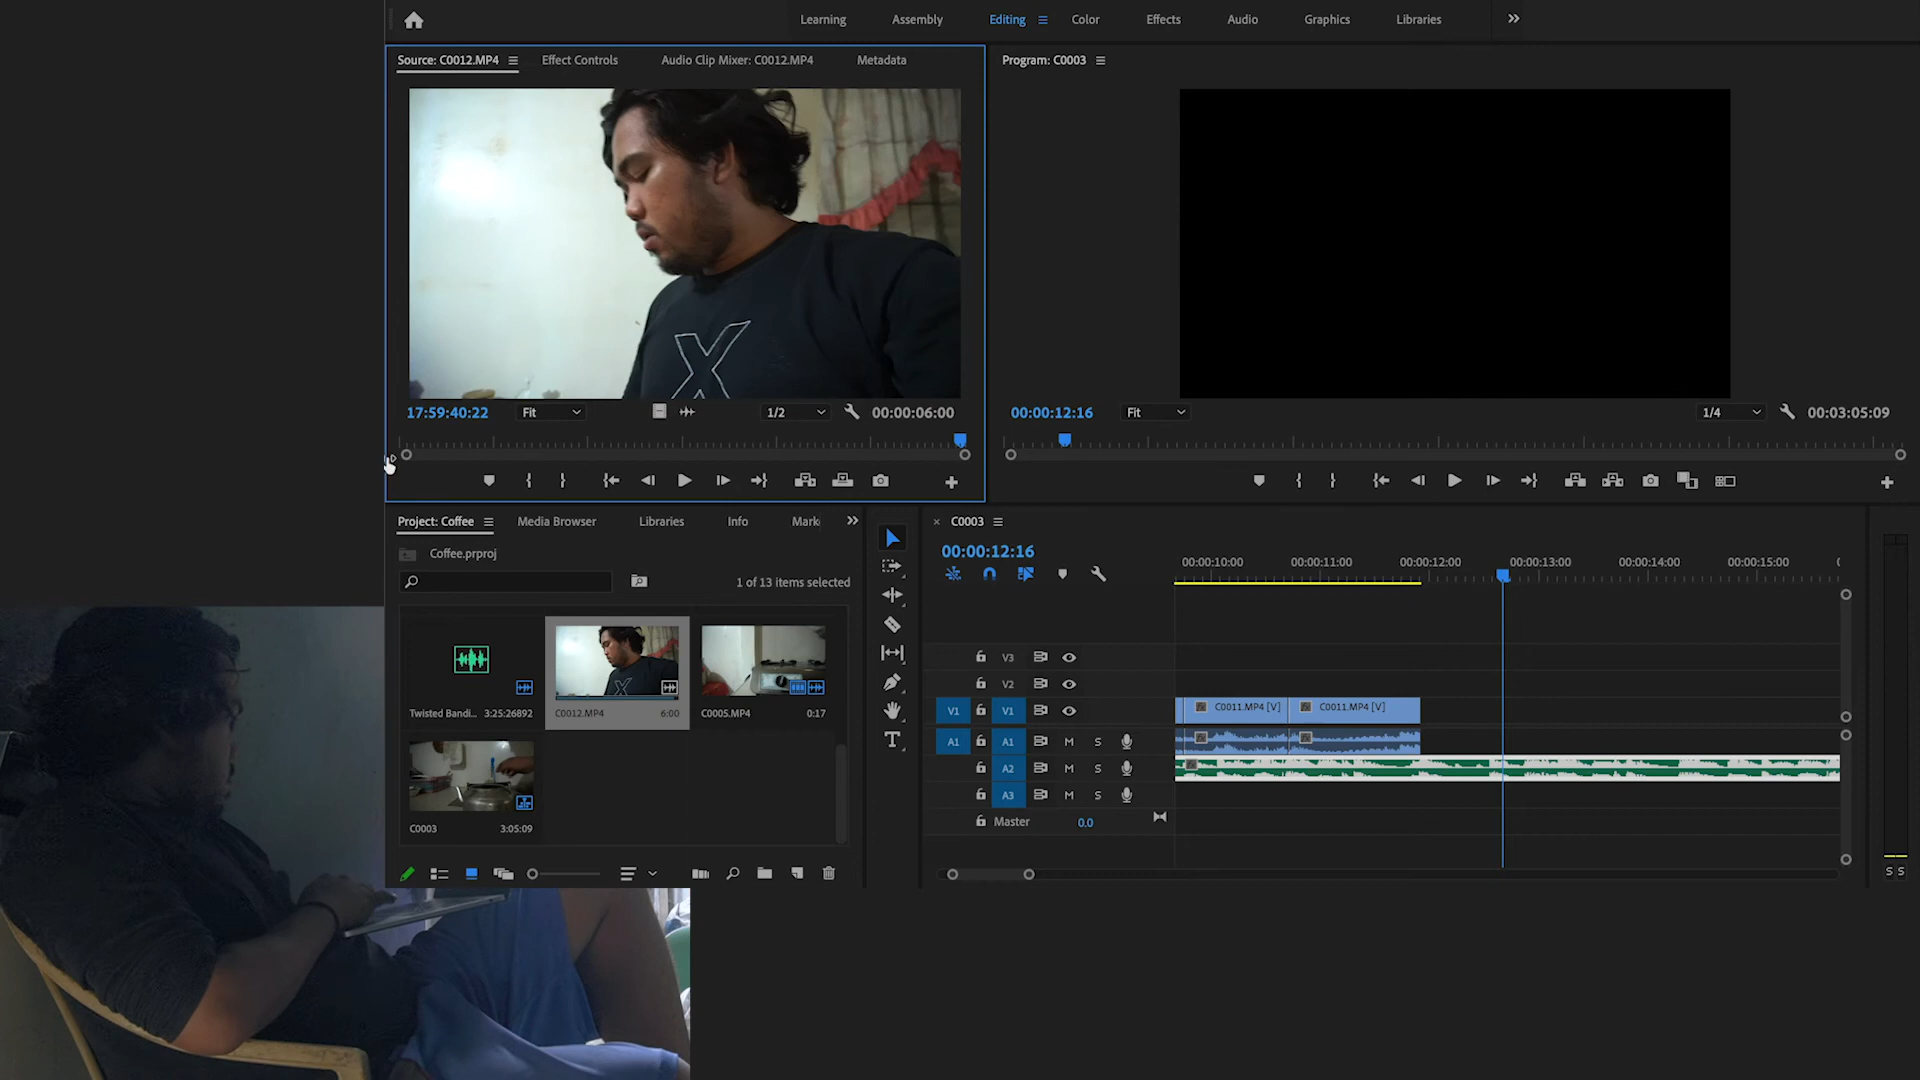 Learning Assembly Editing Color Effects Audio Graphics Libraries
Source: C0012.MP4 Effect Controls Audio Clip Mixer: C0012.MP4 Metadata
Program: C0003
X
17:59:40:22 Fit 1/2 00:00:06:00
00:00:12:16 Fit 1/4 00:03:05:09
Project: Coffee Media Browser Libraries Info Mark
Coffee.prproj
1 of 13 items selected
Twisted Bandi... 3:25:26892
C0012.MP4 6:00
C0005.MP4 0:17
C0003 3:05:09
T
C0003
00:00:12:16
00:00:10:00 00:00:11:00 00:00:12:00 00:00:13:00 00:00:14:00 00:00:15:00
V3
V2
V1 V1 C0011.MP4 [V] C0011.MP4 [V]
A1 A1 M S
A2 M S
A3 M S
Master 0.0
S S